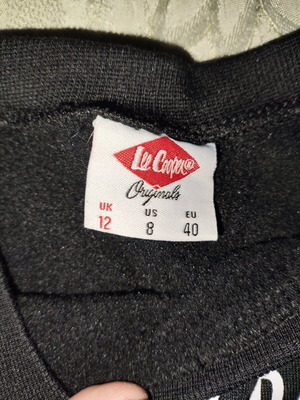 Lee Cooper®
Originals
UK US EU
12 8 40